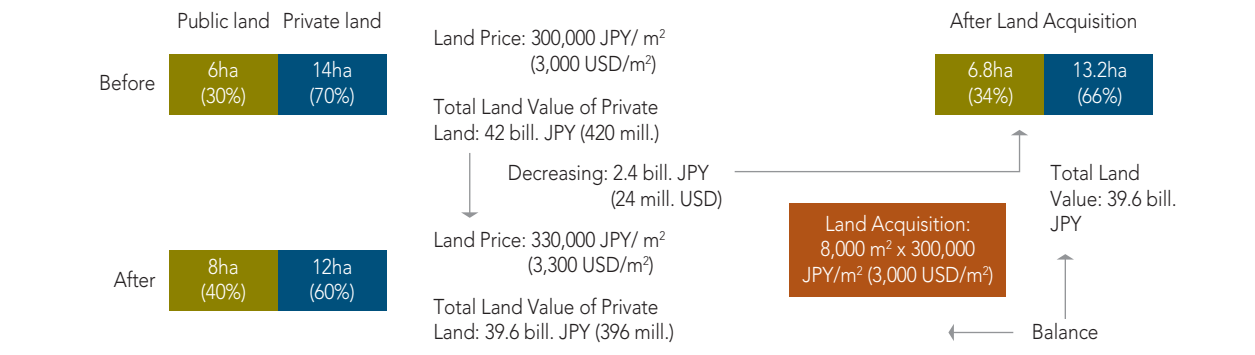 Public land Private land
Before
6ha 14ha
(30%) (70%)
Land Price: 300,000 JPY/ m²
(3,000 USD/m²)
Total Land Value of Private
Land: 42 bill. JPY (420 mill.)
Decreasing: 2.4 bill. JPY
(24 mill. USD)
After
8ha 12ha
(40%) (60%)
Land Price: 330,000 JPY/ m²
(3,300 USD/m²)
Total Land Value of Private
Land: 39.6 bill. JPY (396 mill.)
After Land Acquisition
6.8ha 13.2ha
(34%) (66%)
Land Acquisition:
8,000 m² x 300,000
JPY/m² (3,000 USD/m²)
Total Land
Value: 39.6 bill.
JPY
Balance